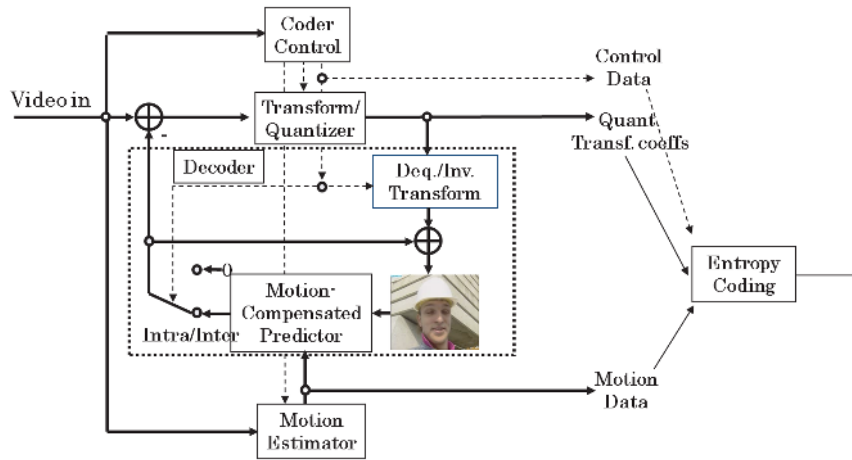 Coder
Control
Control
Data
Video in
Transform/
Quantizer
Quant
Transf. coeffs
-
Decoder
Deq./Inv.
Transform
0
Motion-
Compensated
Predictor
Intra/Inter
Entropy
Coding
Motion
Data
Motion
Estimator